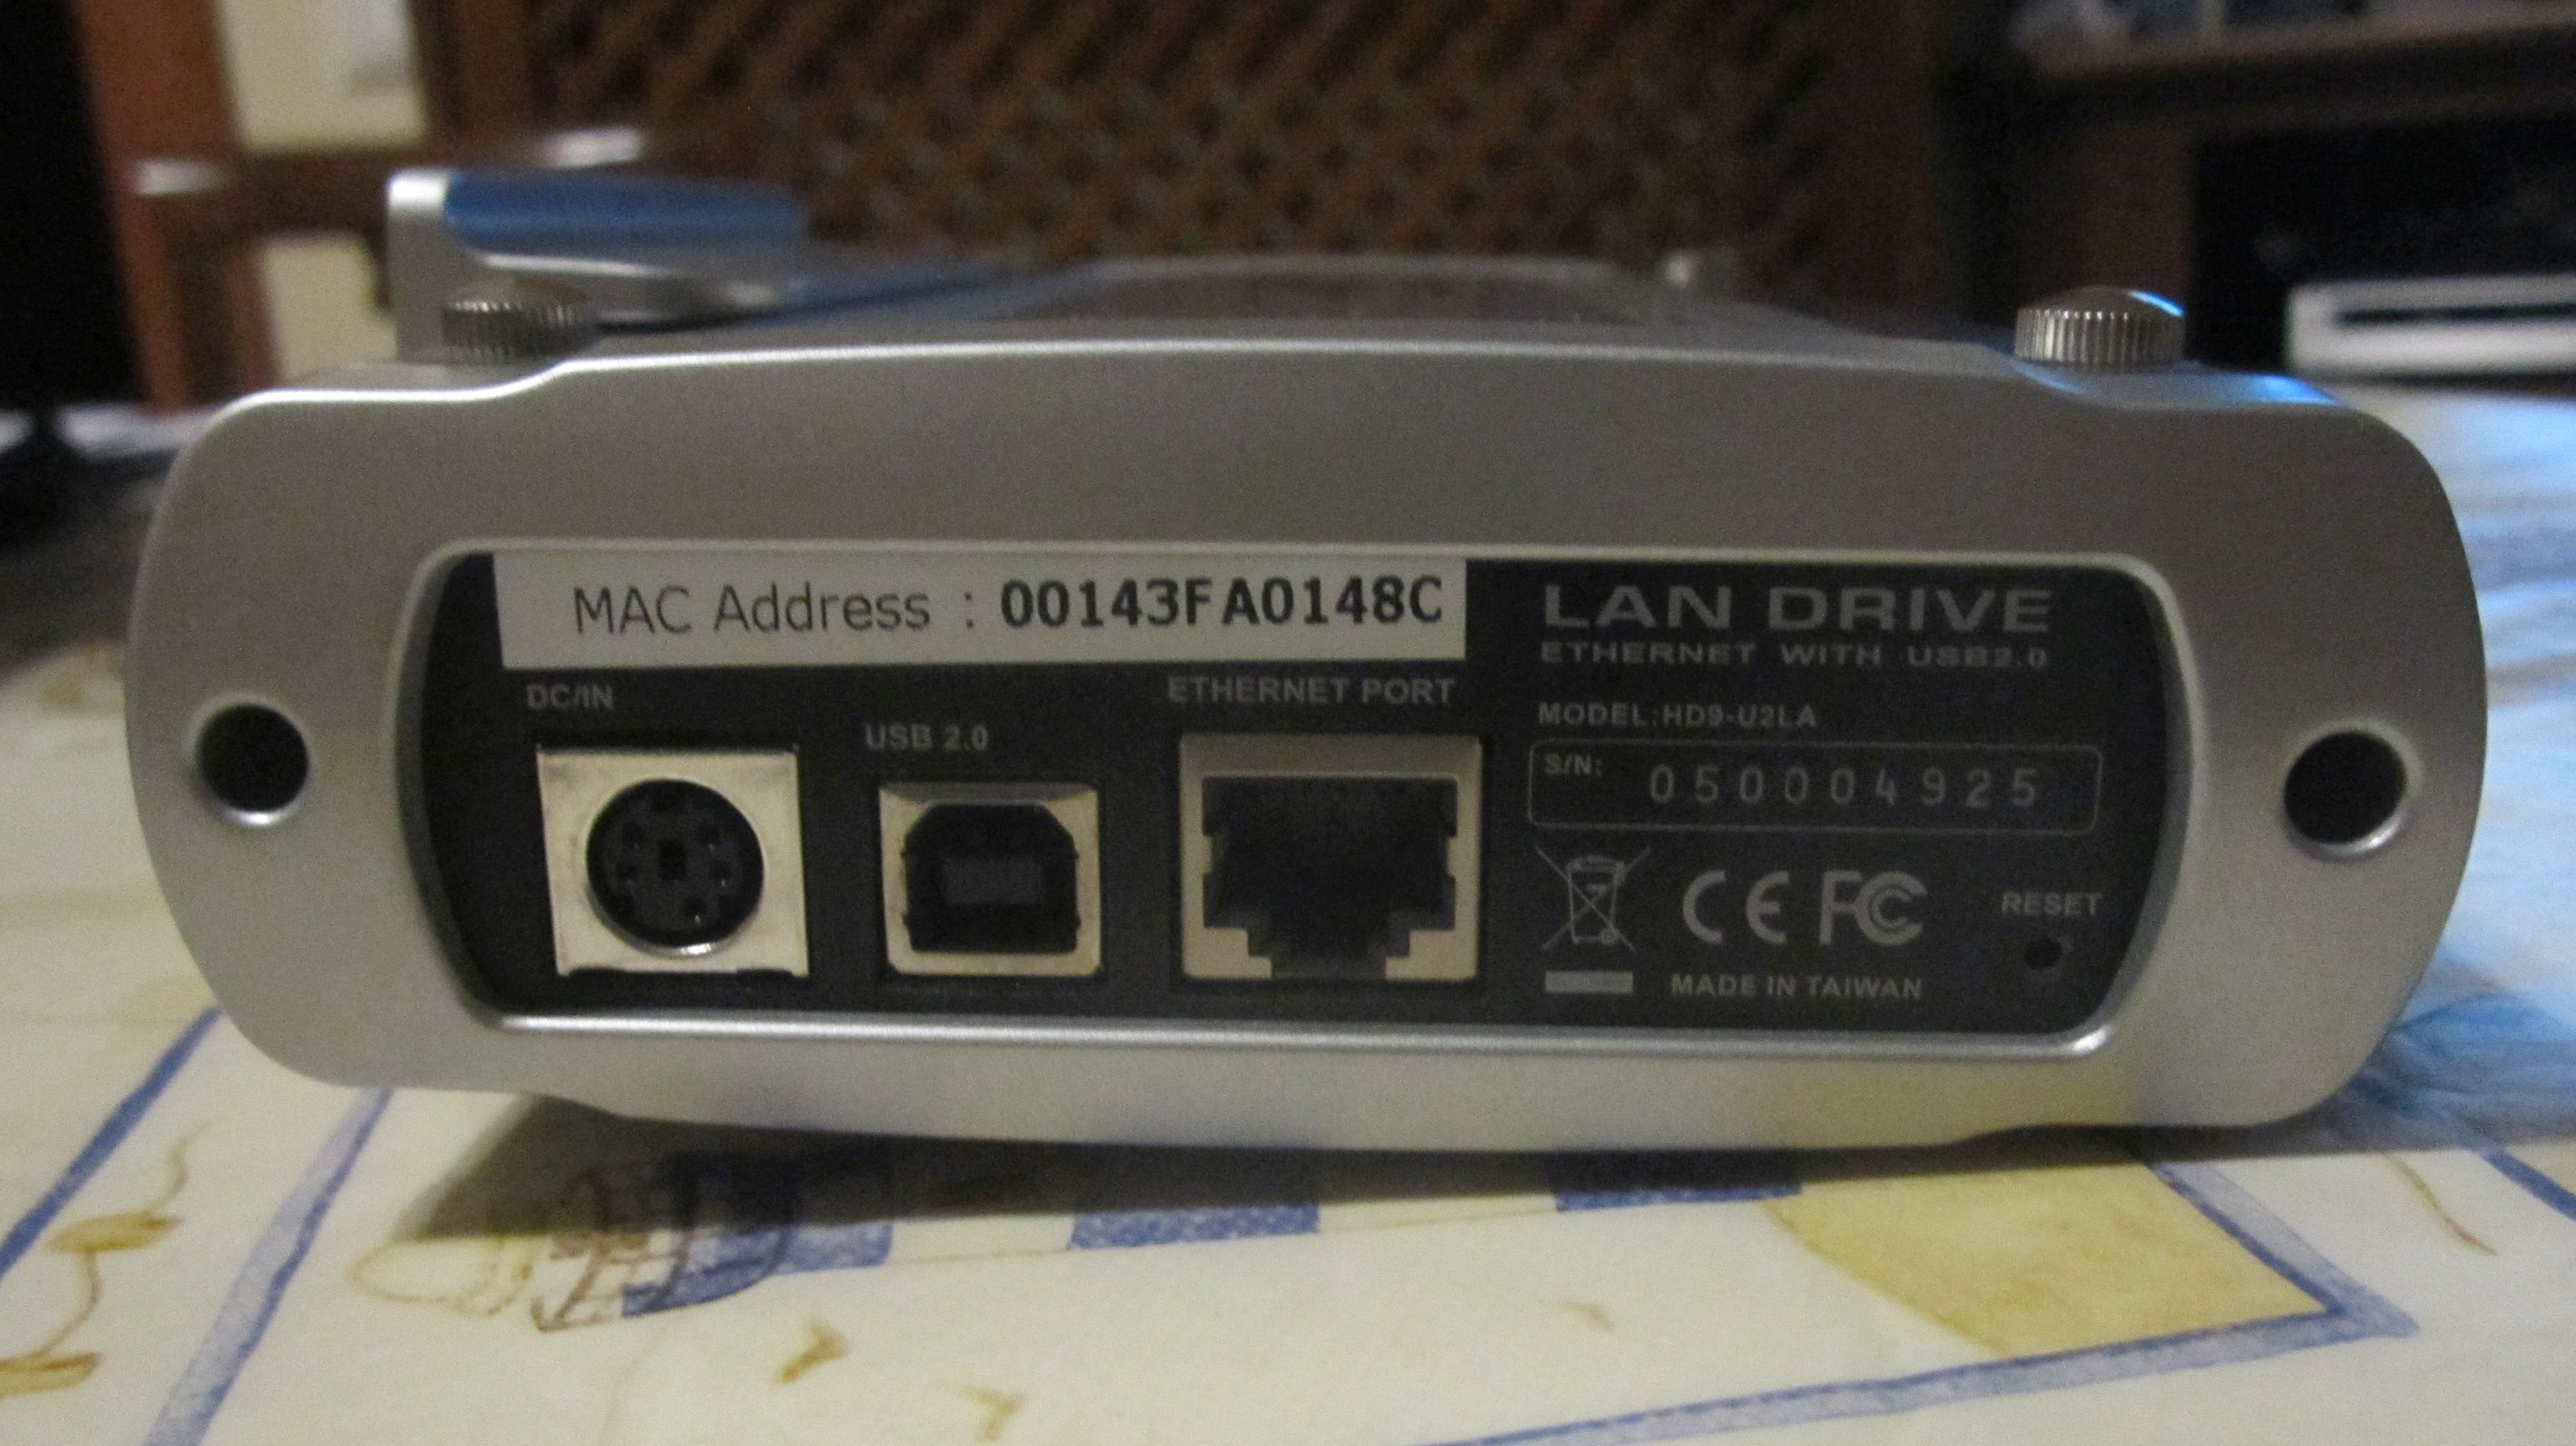 MAC Address : 00143FA0148C
LAN DRIVE
ETHERNET WITH USB2.0
DC/IN
USB 2.0
ETHERNET PORT
MODEL:HD9-U2LA
S/N: 050004925
CE FC
RESET
MADE IN TAIWAN